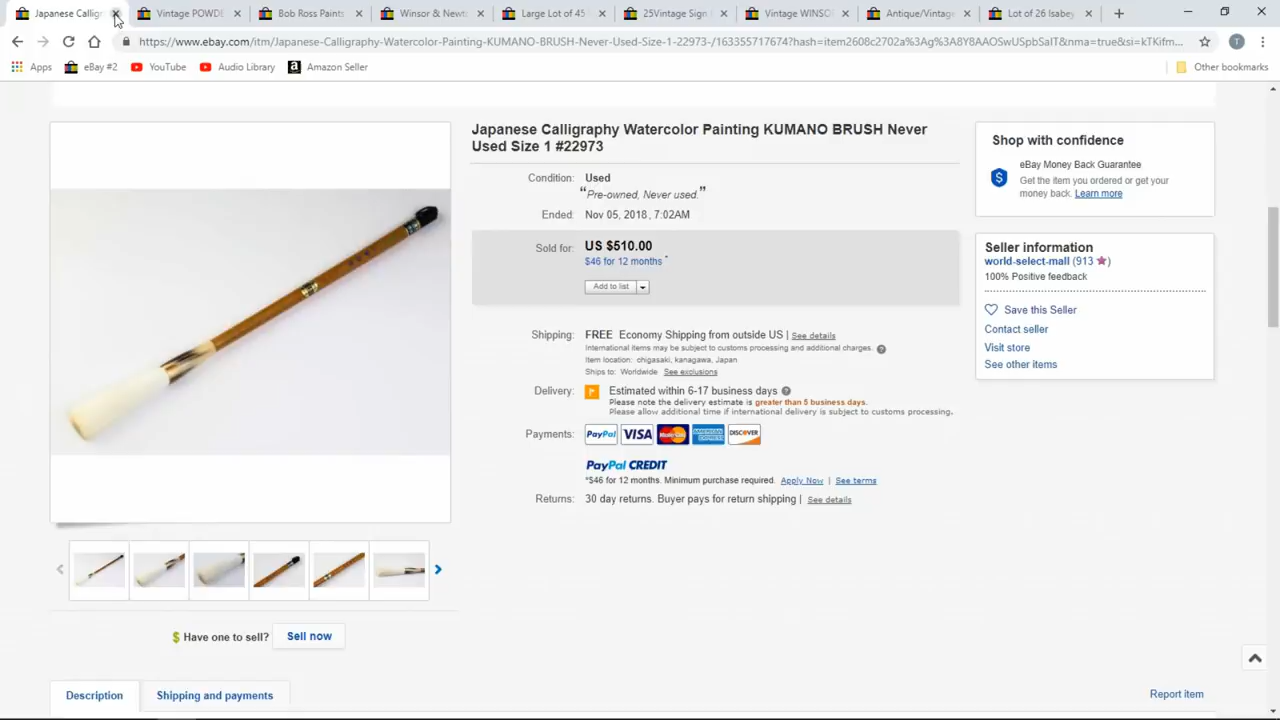 Japanese Calligr
Vintage POWDE
Bob Ross Paints
Winsor & Newt
Large Lot of 45
25Vintage Sign
Vintage WINSO
Antique/Vintage
Lot of 26 Isabey
https://www.ebay.com/itm/Japanese-Calligraphy-Watercolor-Painting-KUMANO-BRUSH-Never-Used-Size-1-22973-/163355717674?hash=item2608c2702a%3Ag%3A8Y8AAOSwUSpbSaIT&nma=true&si=kTKifm...
T
Apps
eBay #2
YouTube
Audio Library
a
Amazon Seller
Other bookmarks
Japanese Calligraphy Watercolor Painting KUMANO BRUSH Never
Used Size 1 #22973
Condition: Used
“Pre-owned, Never used.”
Ended: Nov 05, 2018 , 7:02AM
Sold for: US $510.00
$46 for 12 months *
Add to list
Shipping: FREE Economy Shipping from outside US | See details
International items may be subject to customs processing and additional charges. ?
Item location: chigasaki, kanagawa, Japan
Ships to: Worldwide See exclusions
Delivery: Estimated within 6-17 business days ?
Please note the delivery estimate is greater than 5 business days.
Please allow additional time if international delivery is subject to customs processing.
Payments: PayPal VISA MasterCard AMERICAN EXPRESS DISCOVER
PayPal CREDIT
*$46 for 12 months. Minimum purchase required. Apply Now | See terms
Returns: 30 day returns. Buyer pays for return shipping | See details
Shop with confidence
eBay Money Back Guarantee
Get the item you ordered or get your
money back. Learn more
Seller information
world-select-mall (913 ★)
100% Positive feedback
Save this Seller
Contact seller
Visit store
See other items
$ Have one to sell? Sell now
Description
Shipping and payments
Report item